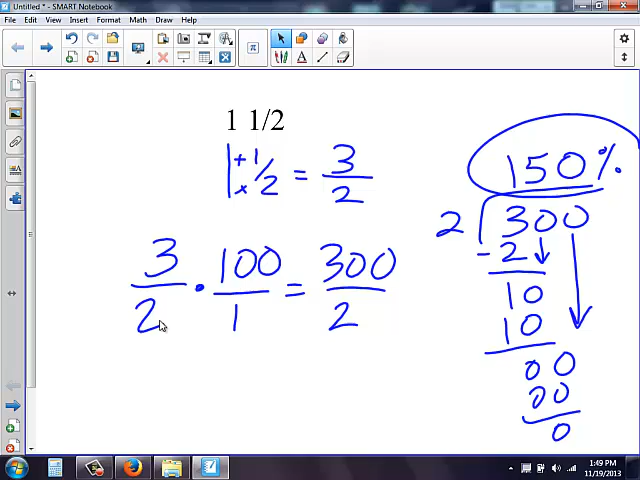 Untitled * - SMART Notebook
File Edit View Insert Format Tools Math Draw Help
1 1/2
1 + 1/2 = 3/2
×
3/2 · 100/1 = 300/2
150%
2 300
- 2
10
10
00
00
0
1:49 PM
11/19/2013